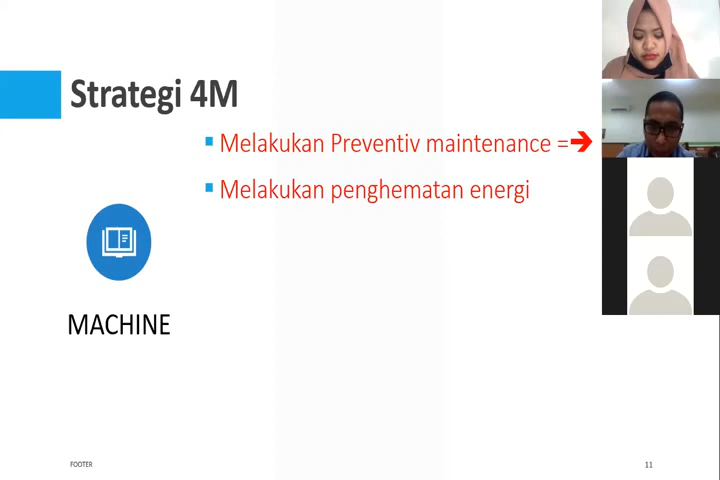 Strategi 4M
Melakukan Preventiv maintenance =➔
Melakukan penghematan energi
MACHINE
FOOTER
11